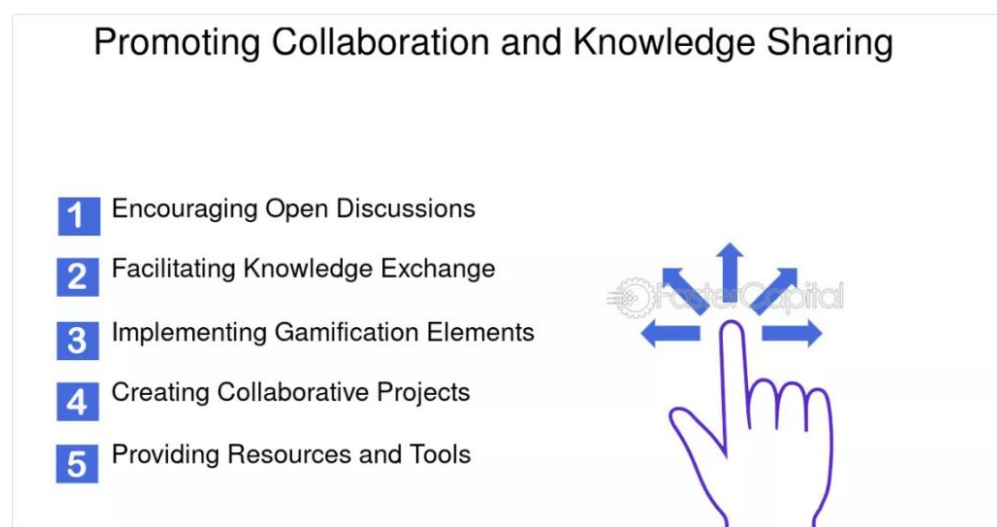 Promoting Collaboration and Knowledge Sharing
1 Encouraging Open Discussions
2 Facilitating Knowledge Exchange
3 Implementing Gamification Elements
4 Creating Collaborative Projects
5 Providing Resources and Tools
FasterCapital